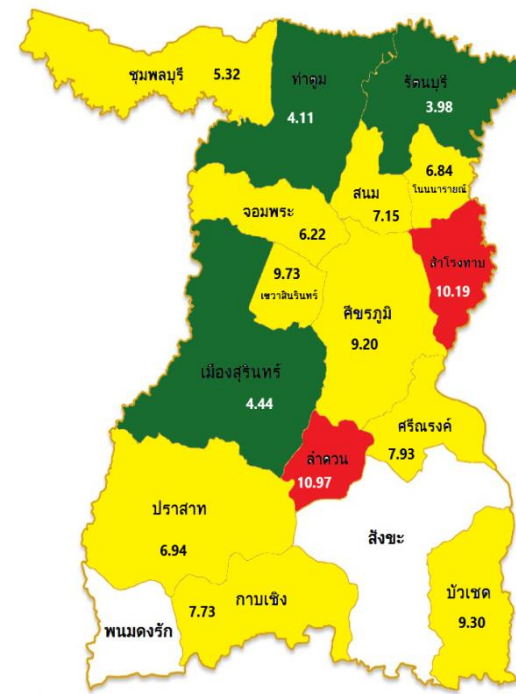 ชุมพลบุรี 5.32
ท่าตูม
4.11
รัตนบุรี
3.98
6.84
โนนนารายณ์
สนม
7.15
จอมพระ
6.22
สำโรงทาบ
10.19
9.73
เขวาสินรินทร์
ศีขรภูมิ
9.20
เมืองสุรินทร์
4.44
ศรีณรงค์
7.93
ลำดวน
10.97
ปราสาท
6.94
สังขะ
บัวเชด
9.30
7.73 กาบเชิง
พนมดงรัก